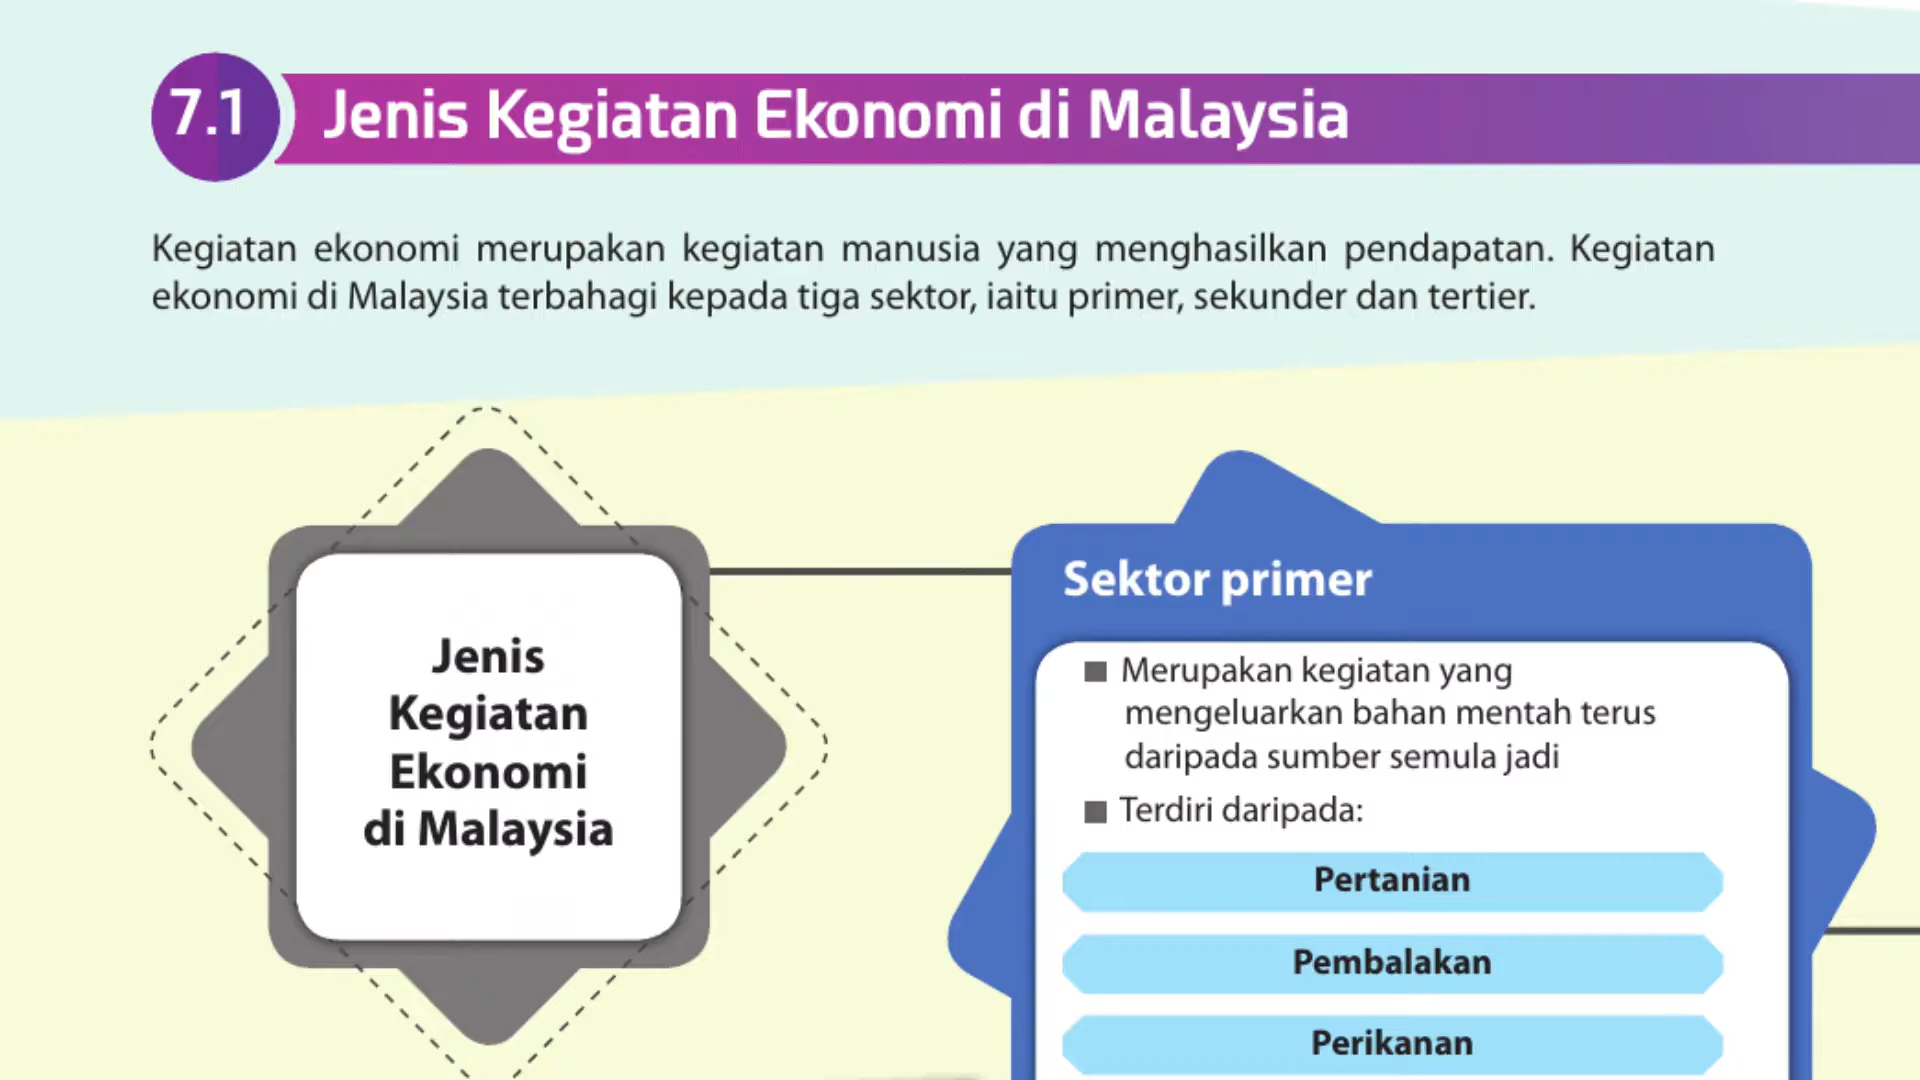 7.1 Jenis Kegiatan Ekonomi di Malaysia
Kegiatan ekonomi merupakan kegiatan manusia yang menghasilkan pendapatan. Kegiatan
ekonomi di Malaysia terbahagi kepada tiga sektor, iaitu primer, sekunder dan tertier.
Jenis
Kegiatan
Ekonomi
di Malaysia
Sektor primer
■ Merupakan kegiatan yang
mengeluarkan bahan mentah terus
daripada sumber semula jadi
■ Terdiri daripada:
Pertanian
Pembalakan
Perikanan